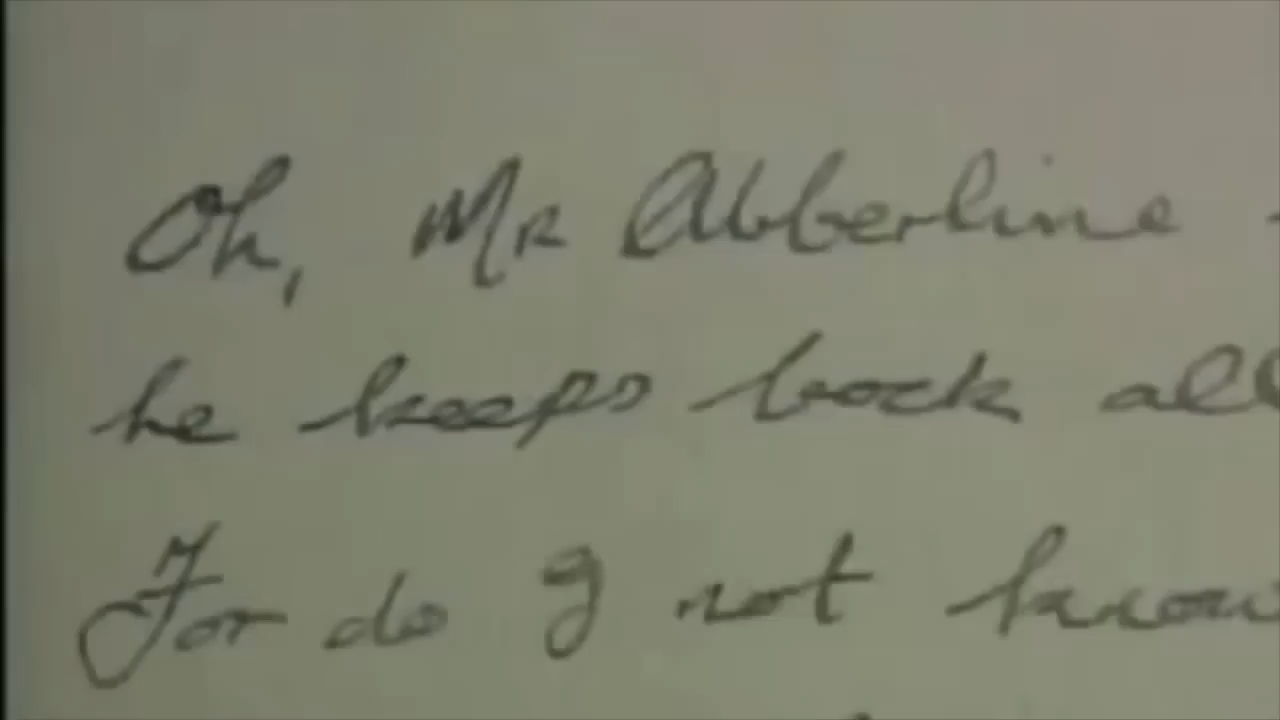 Oh, Mr Abberline -
he keeps back all
For do I not know